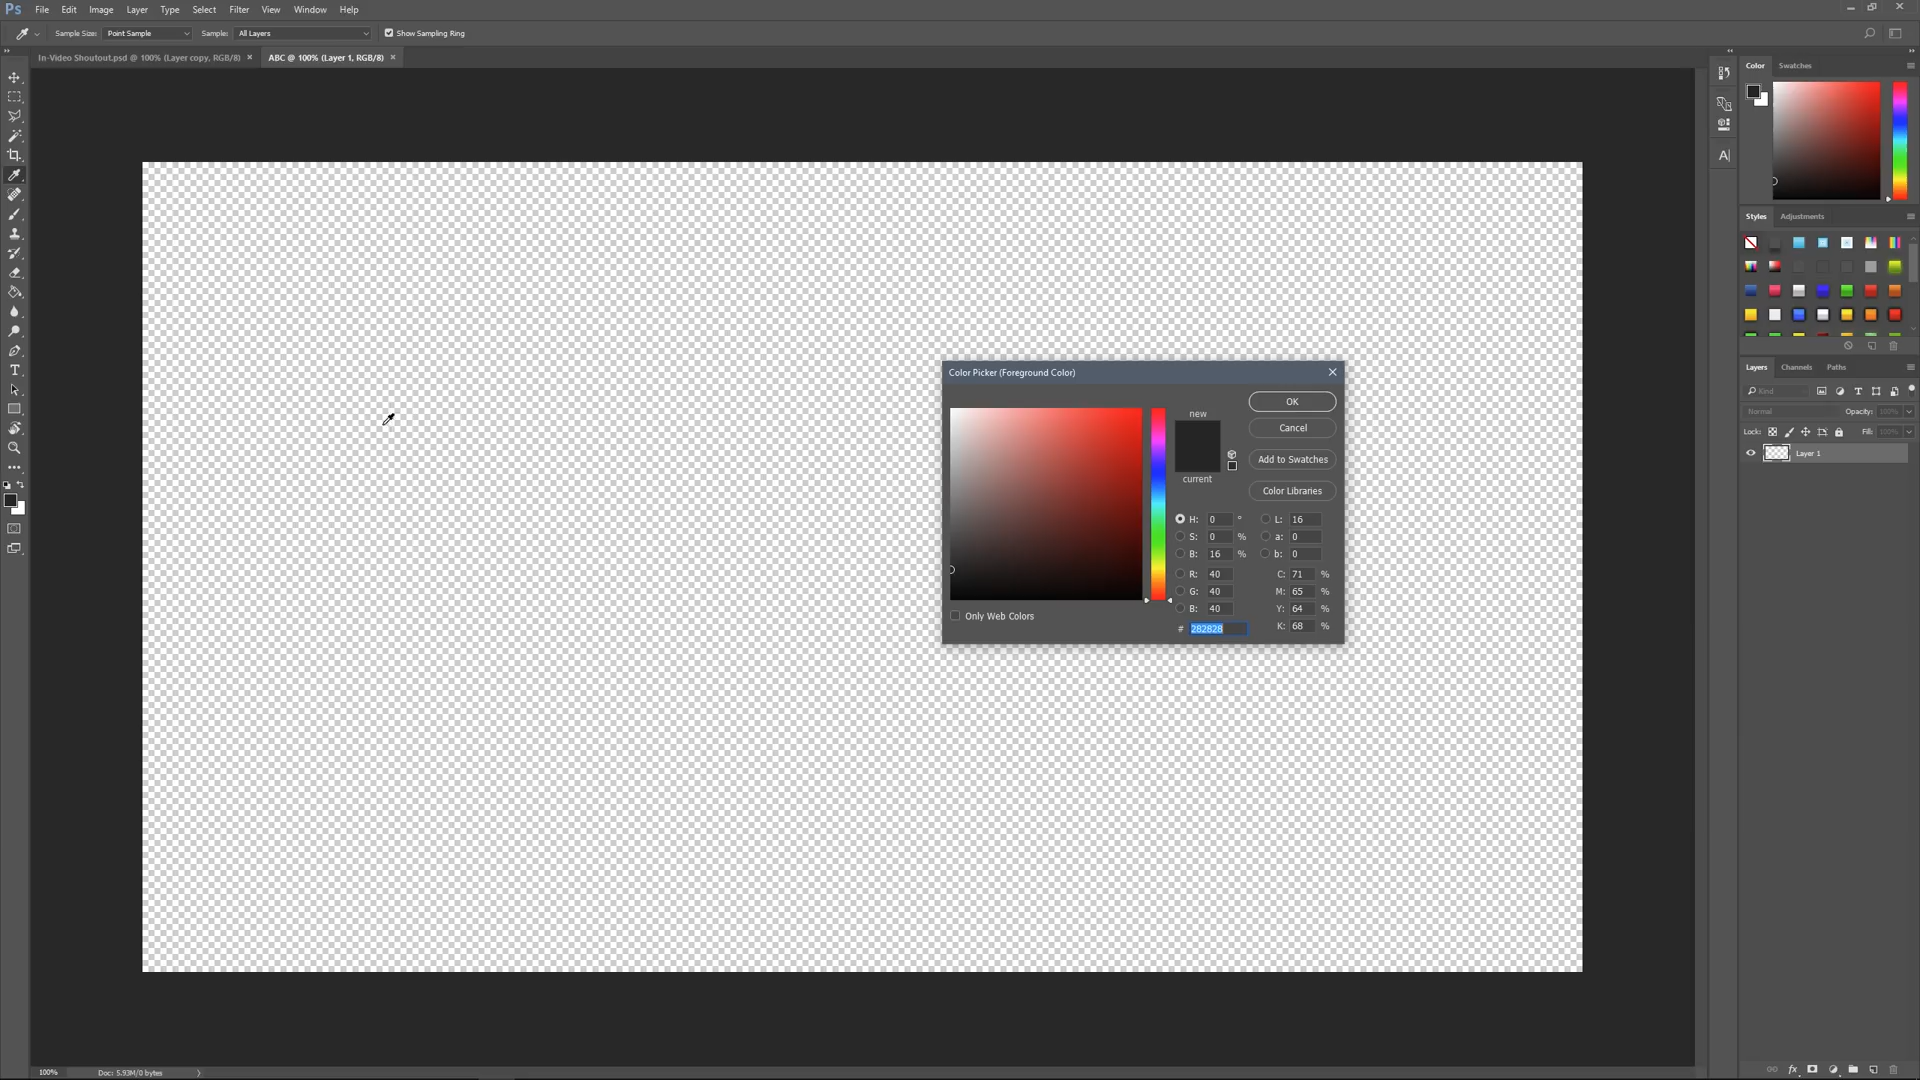 Ps File Edit Image Layer Type Select Filter View Window Help
Sample Size: Point Sample Sample: All Layers Show Sampling Ring
In-Video Shoutout.psd @ 100% (Layer copy, RGB/8) × ABC @ 100% (Layer 1, RGB/8) ×
Color Swatches
Styles Adjustments
Layers Channels Paths
Kind
Normal Opacity: 100%
Lock: Fill: 100%
Layer 1
Color Picker (Foreground Color)
new
current
OK
Cancel
Add to Swatches
Color Libraries
H: 0 ° L: 16
S: 0 % a: 0
B: 16 % b: 0
R: 40 C: 71 %
G: 40 M: 65 %
B: 40 Y: 64 %
# 282828 K: 68 %
Only Web Colors
100% Doc: 5.93M/0 bytes
fx